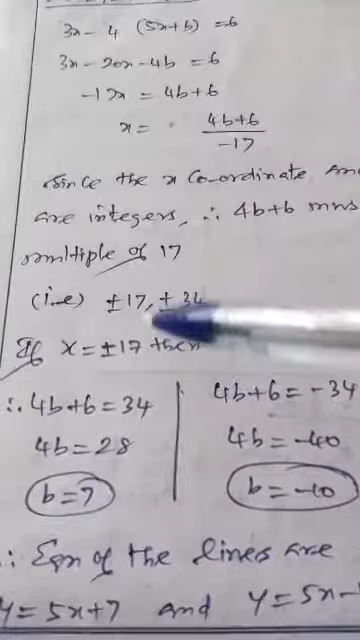 3x - 4 (5x+b) = 6
3x - 20x - 4b = 6
-17x = 4b+6
x = 4b+6 / -17
Since the x co-ordinate
are integers, ∴ 4b+6
multiple of 17
(i.e) ±17, ± 34
If x = ±17 then
∴ 4b+6 = 34
4b = 28
b = 7
4b+6 = -34
4b = -40
b = -10
∴ Eqn of the lines are
y = 5x+7 and y = 5x-